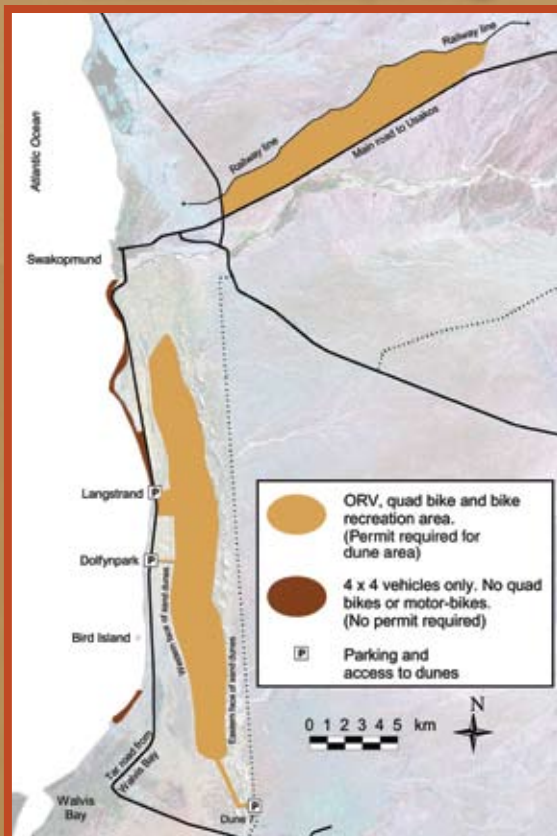 Railway line
Railway line
Main road to Usakos
Atlantic Ocean
Swakopmund
Langstrand
P
Dolfynpark
P
Western face of sand dunes
Eastern face of sand dunes
Bird Island
Tar road from
Walvis Bay
Walvis
Bay
Dune 7
P
ORV, quad bike and bike
recreation area.
(Permit required for
dune area)
4 x 4 vehicles only. No quad
bikes or motor-bikes.
(No permit required)
P
Parking and
access to dunes
N
0 1 2 3 4 5 km